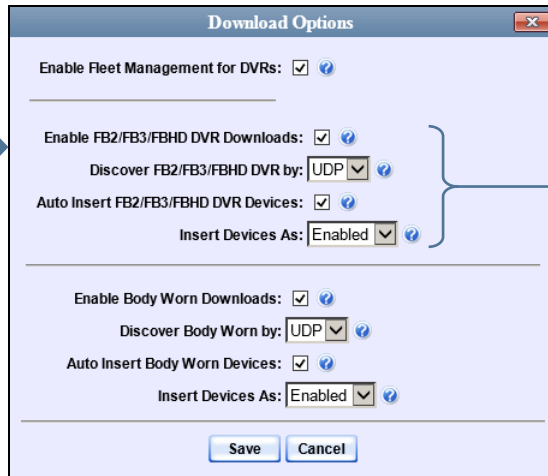 Download Options
Enable Fleet Management for DVRs:
Enable FB2/FB3/FBHD DVR Downloads:
Discover FB2/FB3/FBHD DVR by: UDP
Auto Insert FB2/FB3/FBHD DVR Devices:
Insert Devices As: Enabled
Enable Body Worn Downloads:
Discover Body Worn by: UDP
Auto Insert Body Worn Devices:
Insert Devices As: Enabled
Save Cancel